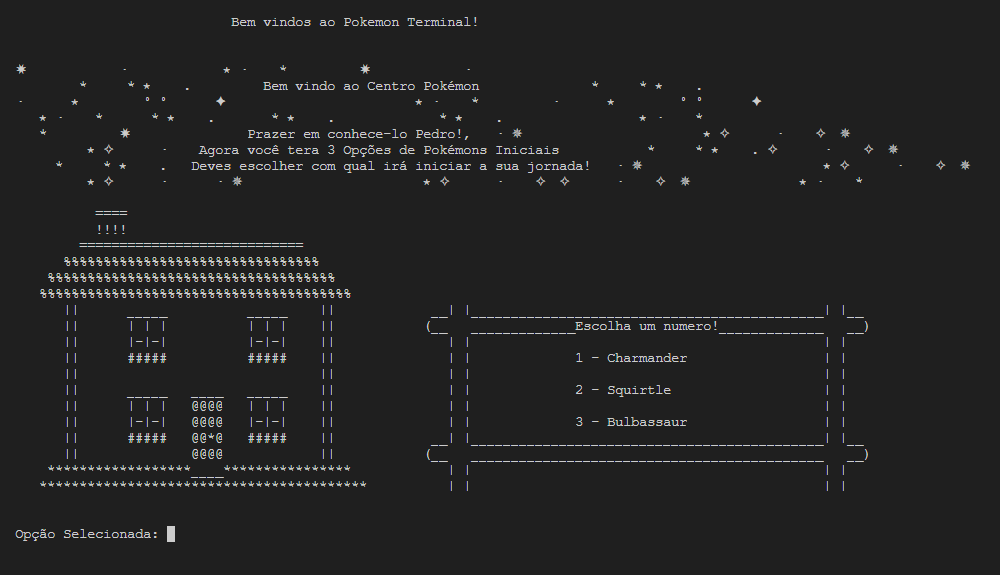 Bem vindos ao Pokemon Terminal!
Bem vindo ao Centro Pokémon
Prazer em conhece-lo Pedro!,
Agora você tera 3 Opções de Pokémons Iniciais
Deves escolher com qual irá iniciar a sua jornada!
Escolha um numero!
1 - Charmander
2 - Squirtle
3 - Bulbassaur
Opção Selecionada: